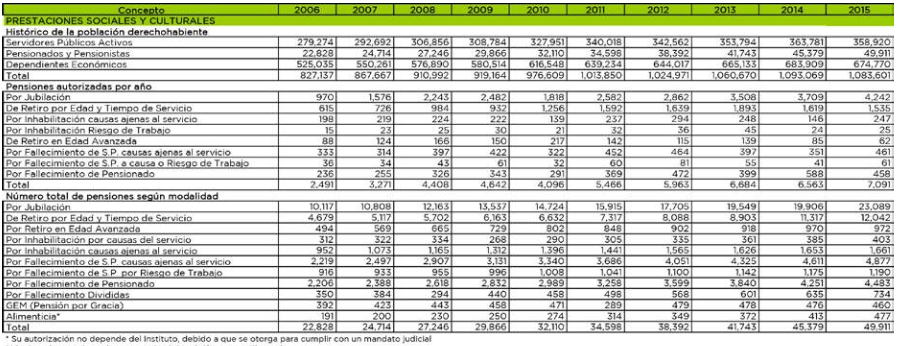 Concepto 2006 2007 2008 2009 2010 2011 2012 2013 2014 2015
PRESTACIONES SOCIALES Y CULTURALES
Histórico de la población derechohabiente
Servidores Públicos Activos 279,274 292,692 306,856 308,784 327,951 340,018 342,562 353,794 363,781 358,920
Pensionados y Pensionistas 22,828 24,714 27,246 29,866 32,110 34,598 38,392 41,743 45,379 49,911
Dependientes Económicos 525,035 550,261 576,890 580,514 616,548 639,234 644,017 665,133 683,909 674,770
Total 827,137 867,667 910,992 919,164 976,609 1,013,850 1,024,971 1,060,670 1,093,069 1,083,601
Pensiones autorizadas por año
Por Jubilación 970 1,576 2,243 2,482 1,818 2,582 2,862 3,508 3,709 4,242
De Retiro por Edad y Tiempo de Servicio 615 726 984 932 1,256 1,592 1,639 1,893 1,619 1,535
Por Inhabilitación causas ajenas al servicio 198 219 224 222 139 237 294 248 146 247
Por Inhabilitación Riesgo de Trabajo 15 23 25 30 21 32 36 45 24 25
De Retiro en Edad Avanzada 88 124 166 150 217 142 115 139 85 62
Por Fallecimiento de S.P. causas ajenas al servicio 333 314 397 422 322 452 464 397 351 461
Por Fallecimiento de S.P. a causa o Riesgo de Trabajo 36 34 43 61 32 60 81 55 41 61
Por Fallecimiento de Pensionado 236 255 326 343 291 369 472 399 588 458
Total 2,491 3,271 4,408 4,642 4,096 5,466 5,963 6,684 6,563 7,091
Número total de pensiones según modalidad
Por Jubilación 10,117 10,808 12,163 13,537 14,724 15,915 17,705 19,549 19,906 23,089
De Retiro por Edad y Tiempo de Servicio 4,679 5,117 5,702 6,163 6,632 7,317 8,088 8,903 11,317 12,042
Por Retiro en Edad Avanzada 494 569 665 729 802 848 902 918 970 972
Por Inhabilitación por causas del servicio 312 322 334 268 290 305 335 361 385 403
Por Inhabilitación causas ajenas al servicio 952 1,073 1,165 1,312 1,396 1,441 1,565 1,626 1,653 1,661
Por Fallecimiento de S.P. causas ajenas al servicio 2,219 2,497 2,907 3,131 3,340 3,686 4,051 4,325 4,611 4,877
Por Fallecimiento de S.P. por Riesgo de Trabajo 916 933 955 996 1,008 1,041 1,100 1,142 1,175 1,190
Por Fallecimiento de Pensionado 2,206 2,388 2,618 2,832 2,989 3,258 3,599 3,840 4,251 4,483
Por Fallecimiento Divididas 350 384 294 440 458 498 568 601 635 734
GEM (Pensión por Gracia) 392 423 443 458 471 289 479 478 476 460
Alimenticia* 191 200 230 250 274 314 349 372 413 477
Total 22,828 24,714 27,246 29,866 32,110 34,598 38,392 41,743 45,379 49,911
* Su autorización no depende del Instituto, debido a que se otorga para cumplir con un mandato judicial